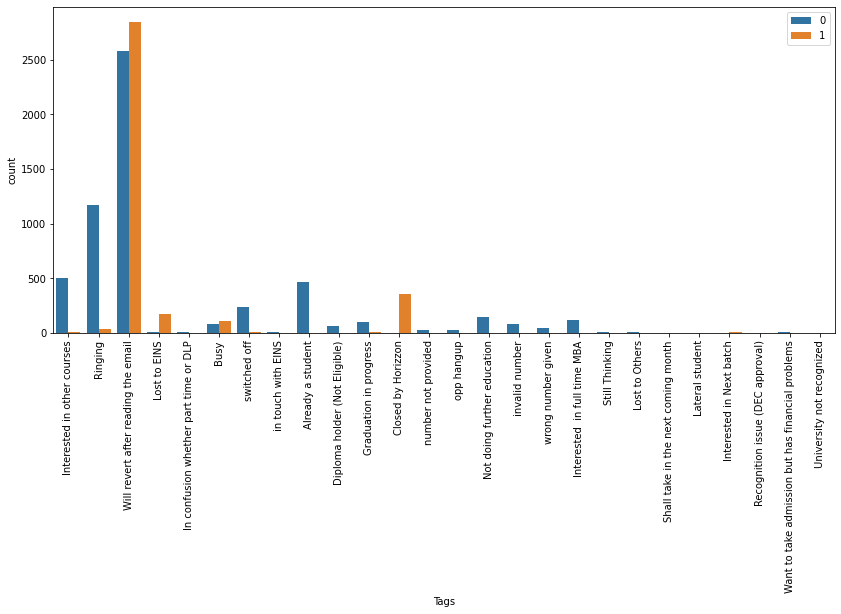 0
1
count
2500
2000
1500
1000
500
0
Interested in other courses
Ringing
Will revert after reading the email
Lost to EINS
In confusion whether part time or DLP
Busy
switched off
in touch with EINS
Already a student
Diploma holder (Not Eligible)
Graduation in progress
Closed by Horizzon
number not provided
opp hangup
Not doing further education
invalid number
wrong number given
Interested  in full time MBA
Still Thinking
Lost to Others
Shall take in the next coming month
Lateral student
Interested in Next batch
Recognition issue (DEC approval)
Want to take admission but has financial problems
University not recognized
Tags